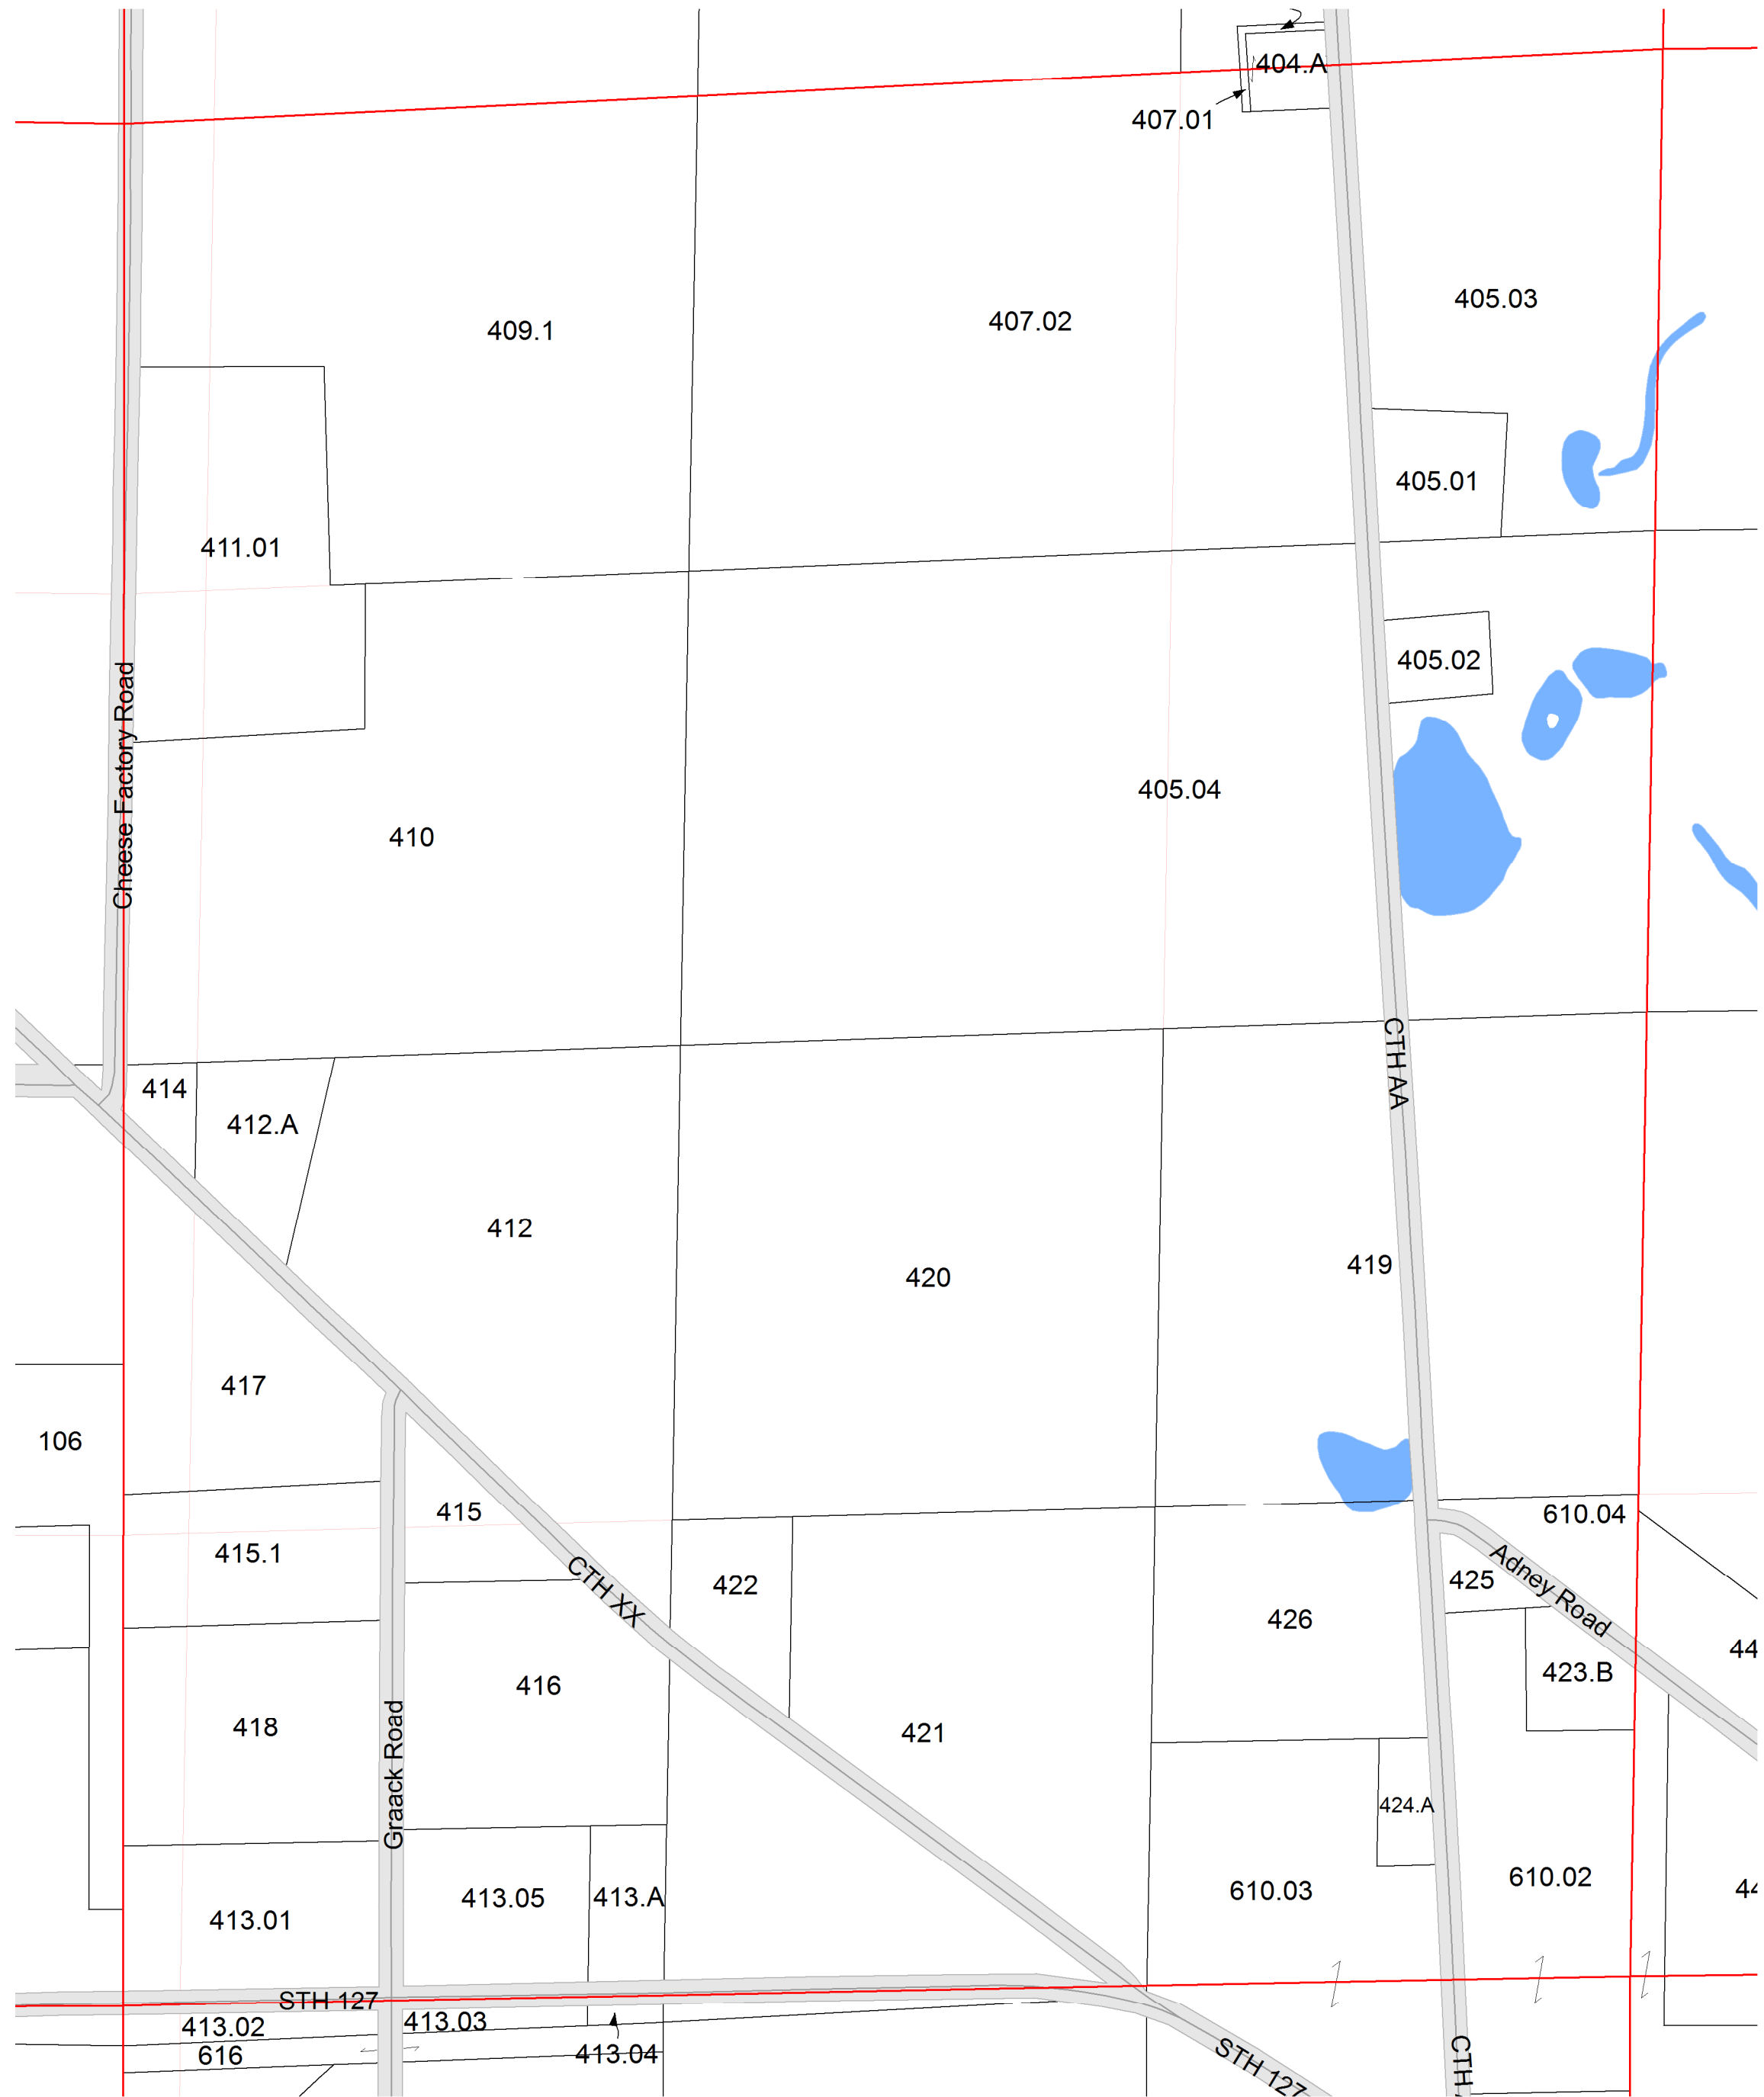 404.A
407.01
405.03
407.02
409.1
405.01
411.01
405.02
Cheese Factory Road
405.04
410
CTH AA
414
412.A
412
419
420
417
106
415
610.04
415.1
CTH XX
422
425
Adney Road
426
44
423.B
416
418
421
Graack Road
424.A
610.02
44
610.03
413.05
413.A
413.01
STH 127
413.02
413.03
616
413.04
STH 127
CTH